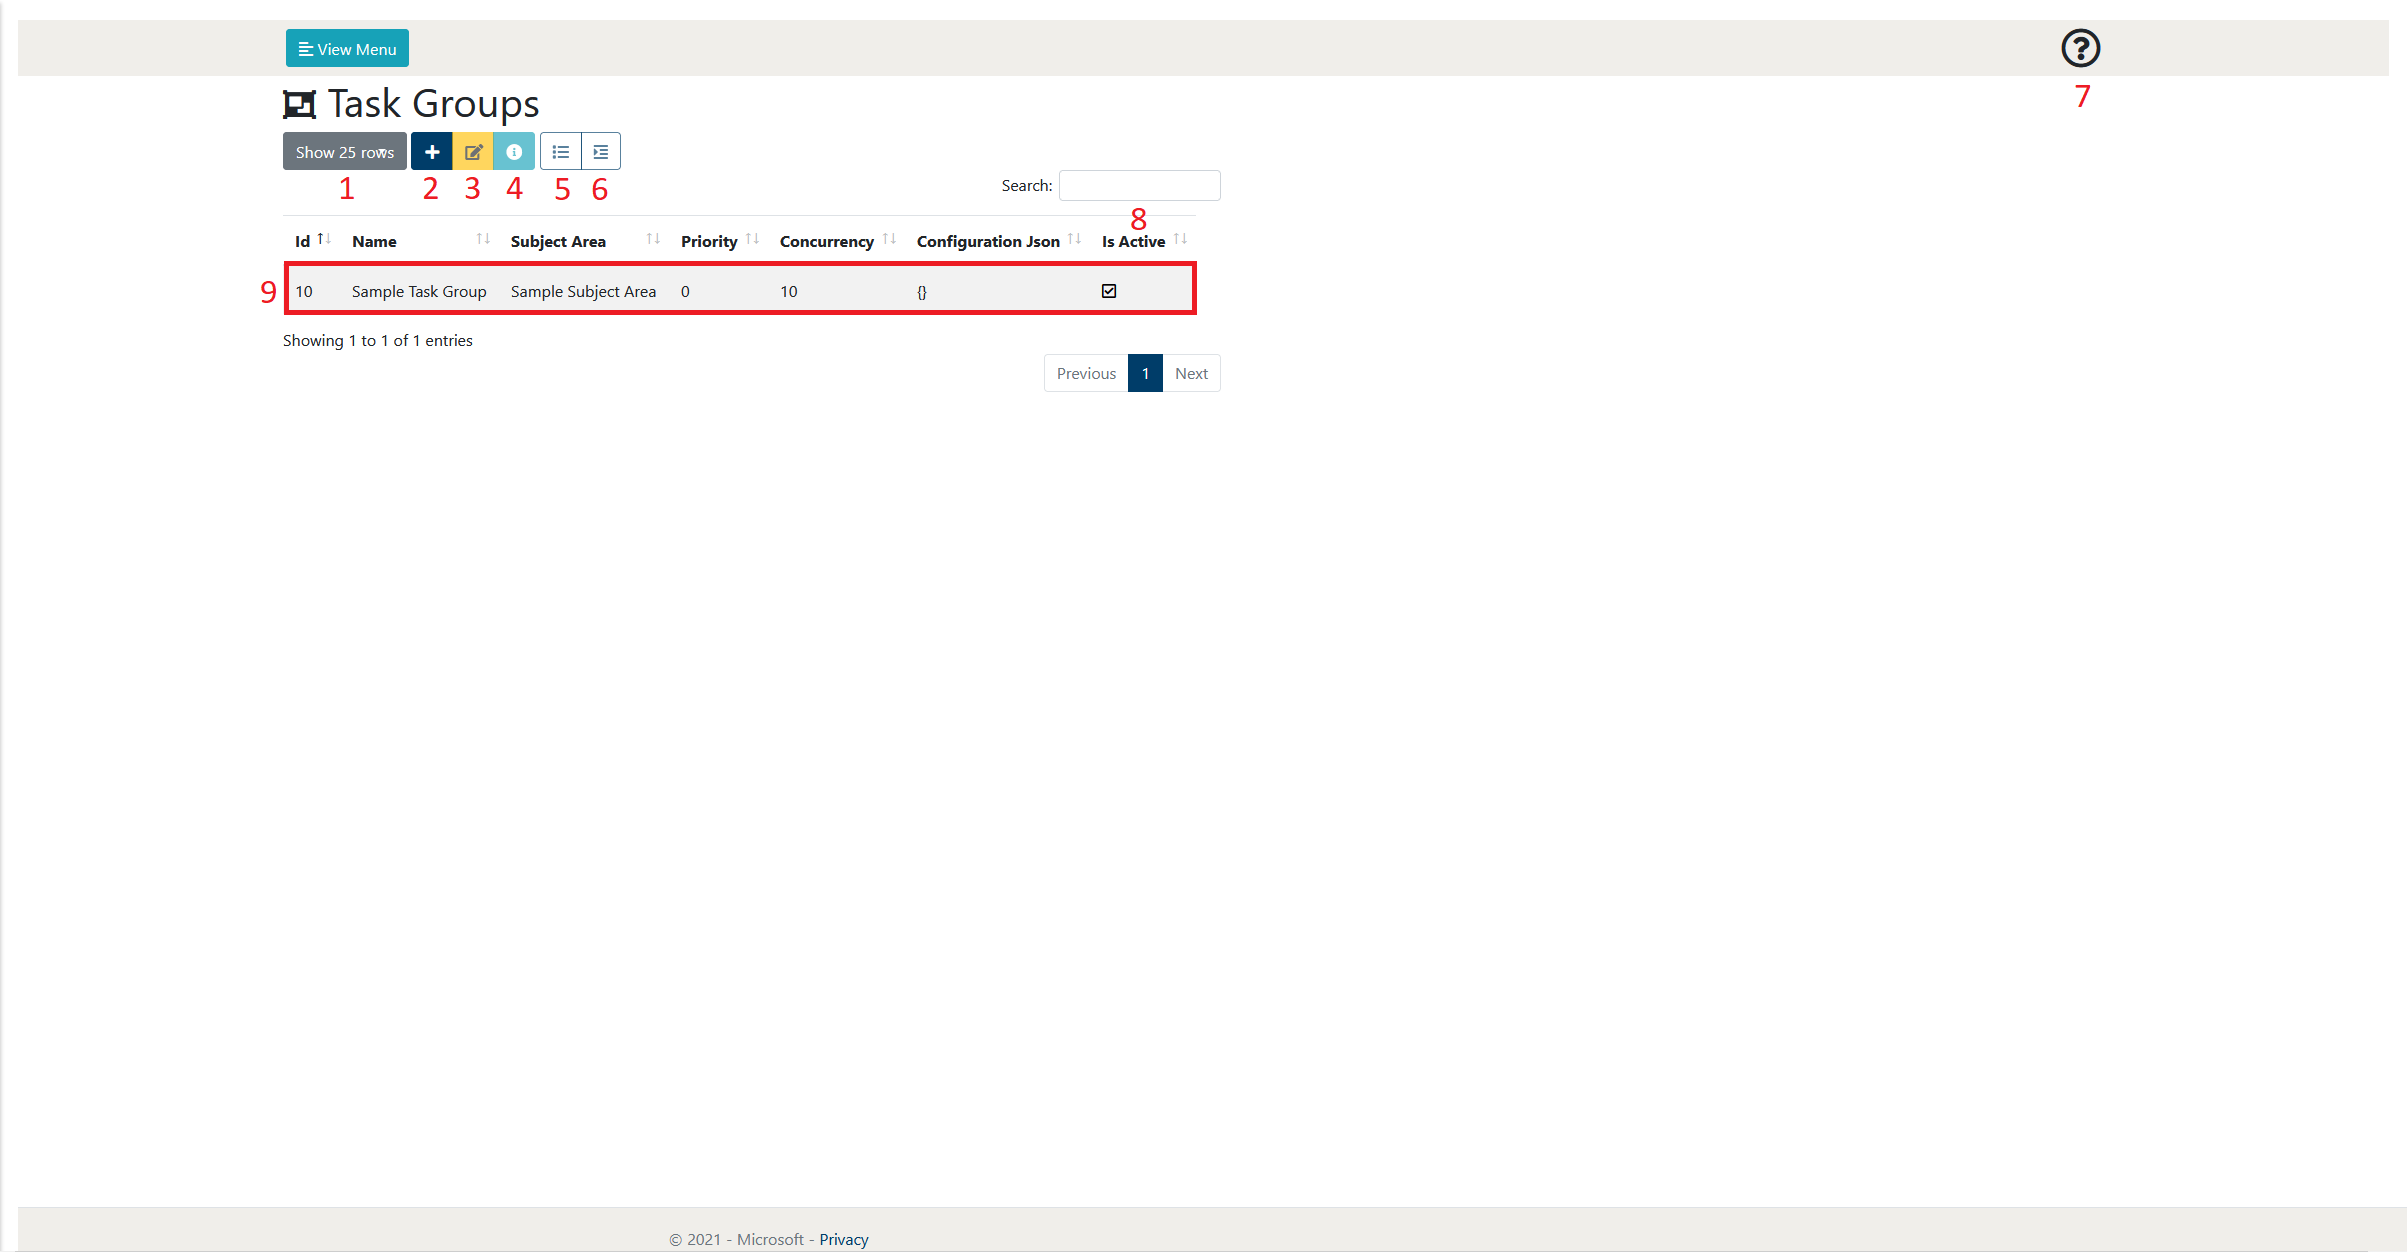 View Menu
7
Task Groups
Show 25 rows
1 2 3 4 5 6
Search:
8
Id Name Subject Area Priority Concurrency Configuration Json Is Active
9 10 Sample Task Group Sample Subject Area 0 10 {}
Showing 1 to 1 of 1 entries
Previous 1 Next
© 2021 - Microsoft - Privacy